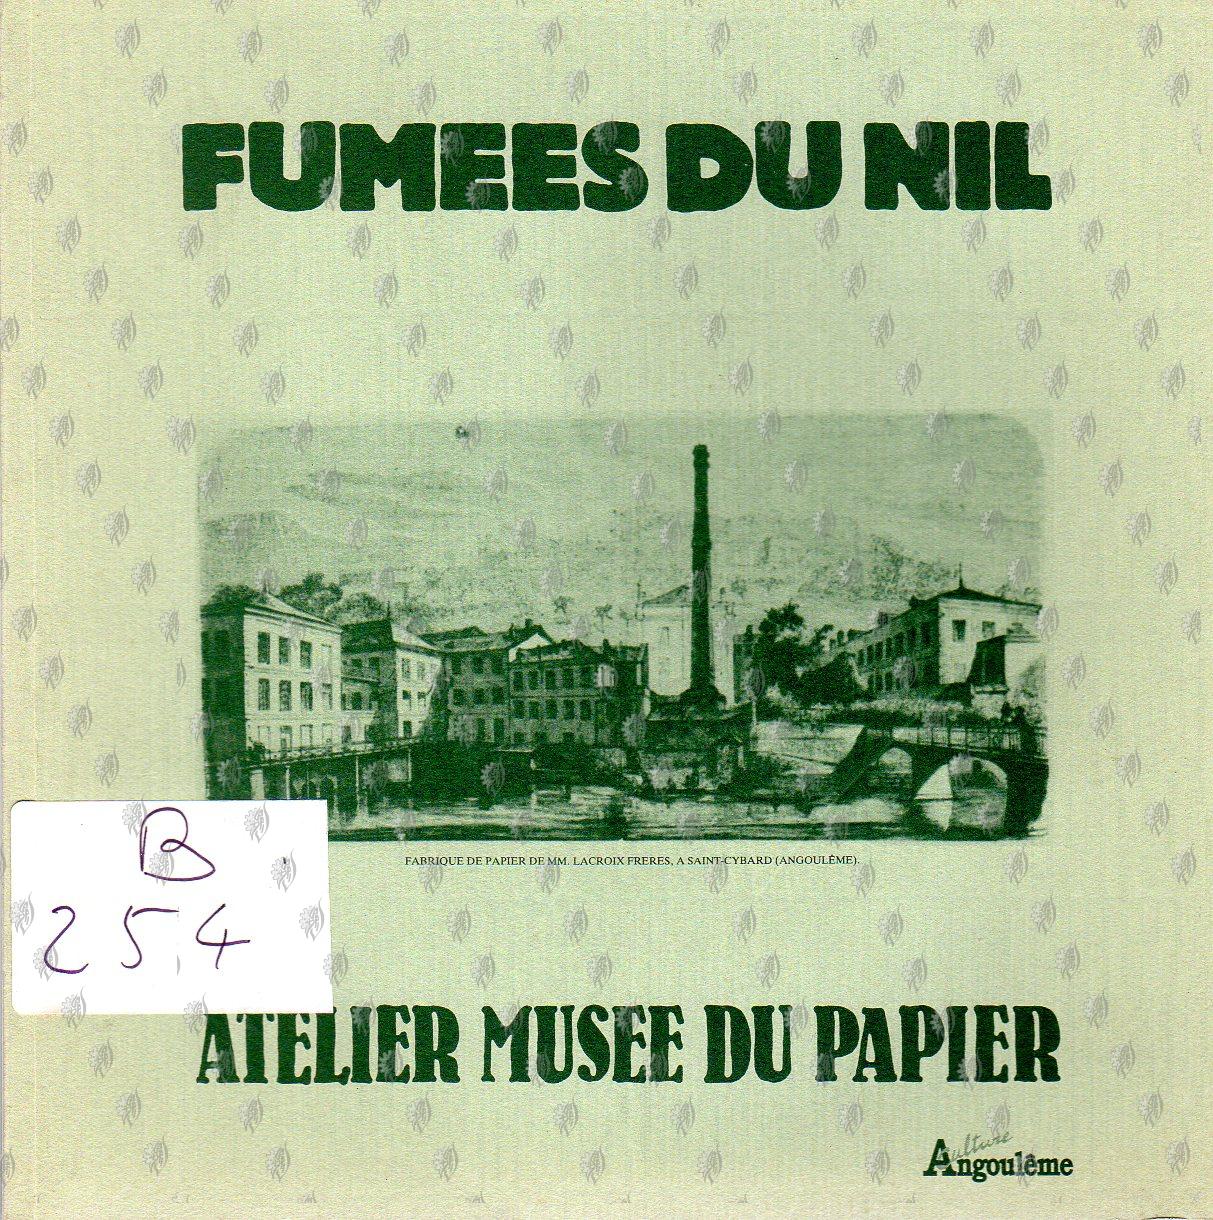 FUMEES DU NIL
FABRIQUE DE PAPIER DE MM. LACROIX FRERES, A SAINT-CYBARD (ANGOULÊME).
B
254
ATELIER MUSEE DU PAPIER
Culture
Angoulême